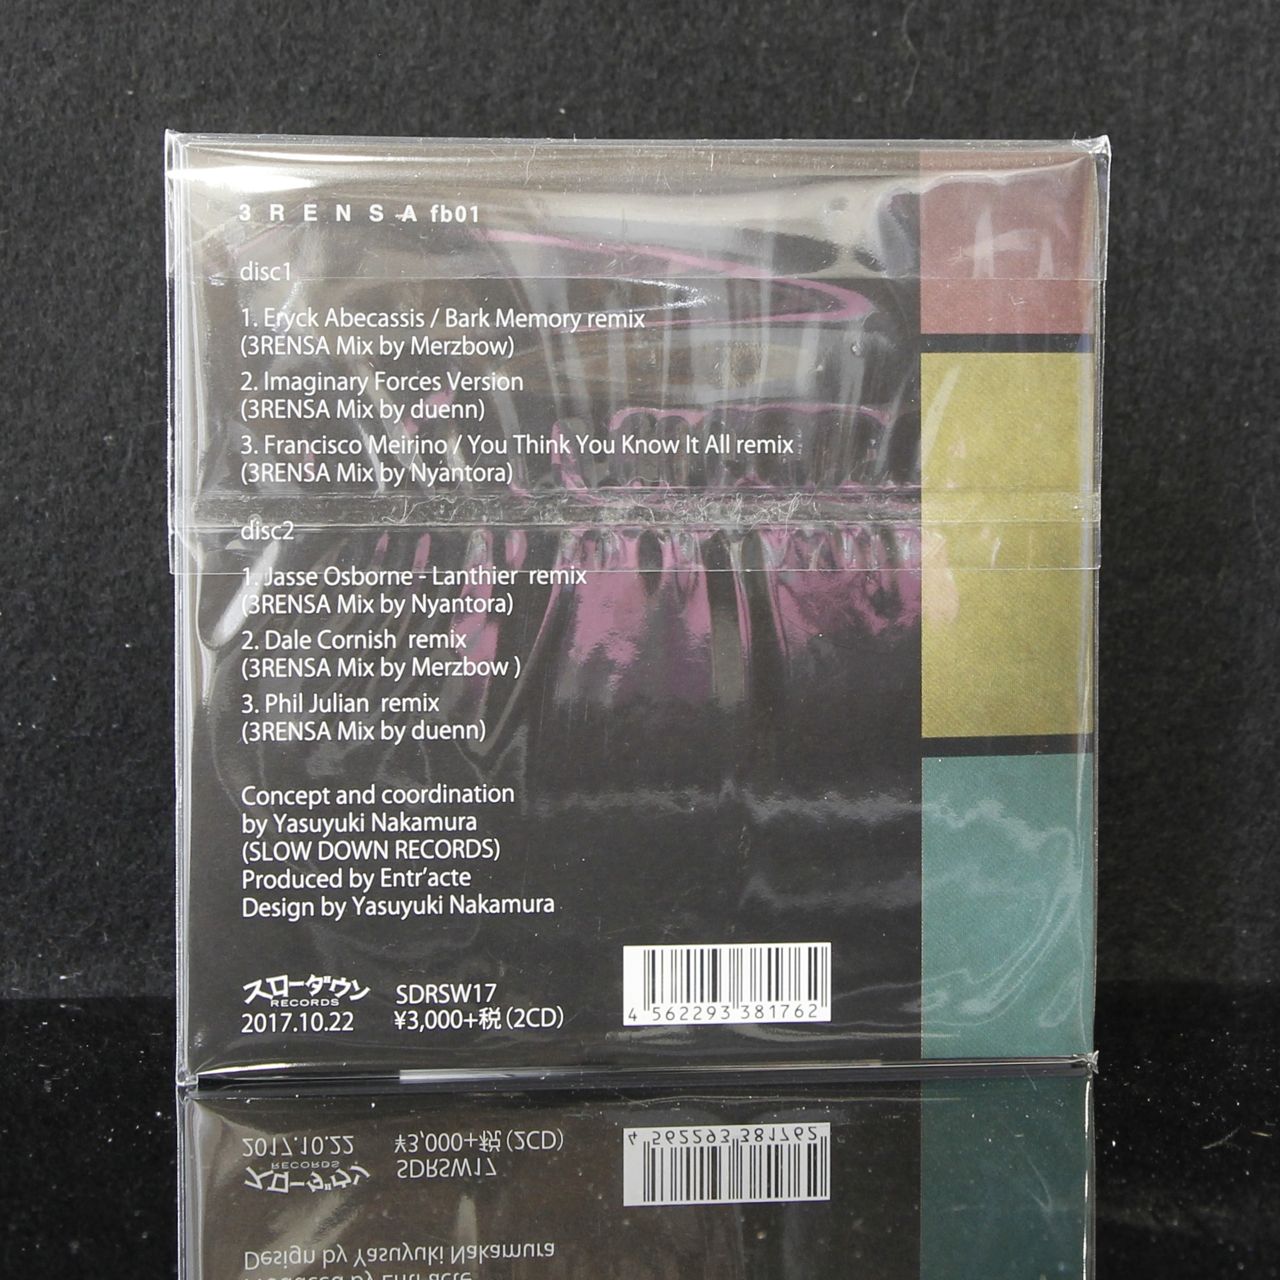 3 RENSA fb01
disc1
1. Eryck Abecassis / Bark Memory remix
(3RENSA Mix by Merzbow)
2. Imaginary Forces Version
(3RENSA Mix by duenn)
3. Francisco Meirino / You Think You Know It All remix
(3RENSA Mix by Nyantora)
disc2
1. Jasse Osborne - Lanthier  remix
(3RENSA Mix by Nyantora)
2. Dale Cornish  remix
(3RENSA Mix by Merzbow )
3. Phil Julian  remix
(3RENSA Mix by duenn)
Concept and coordination
by Yasuyuki Nakamura
(SLOW DOWN RECORDS)
Produced by Entr'acte
Design by Yasuyuki Nakamura
スローダウン
RECORDS
2017.10.22
SDRSW17
¥3,000+税(2CD)
4 562293 381762